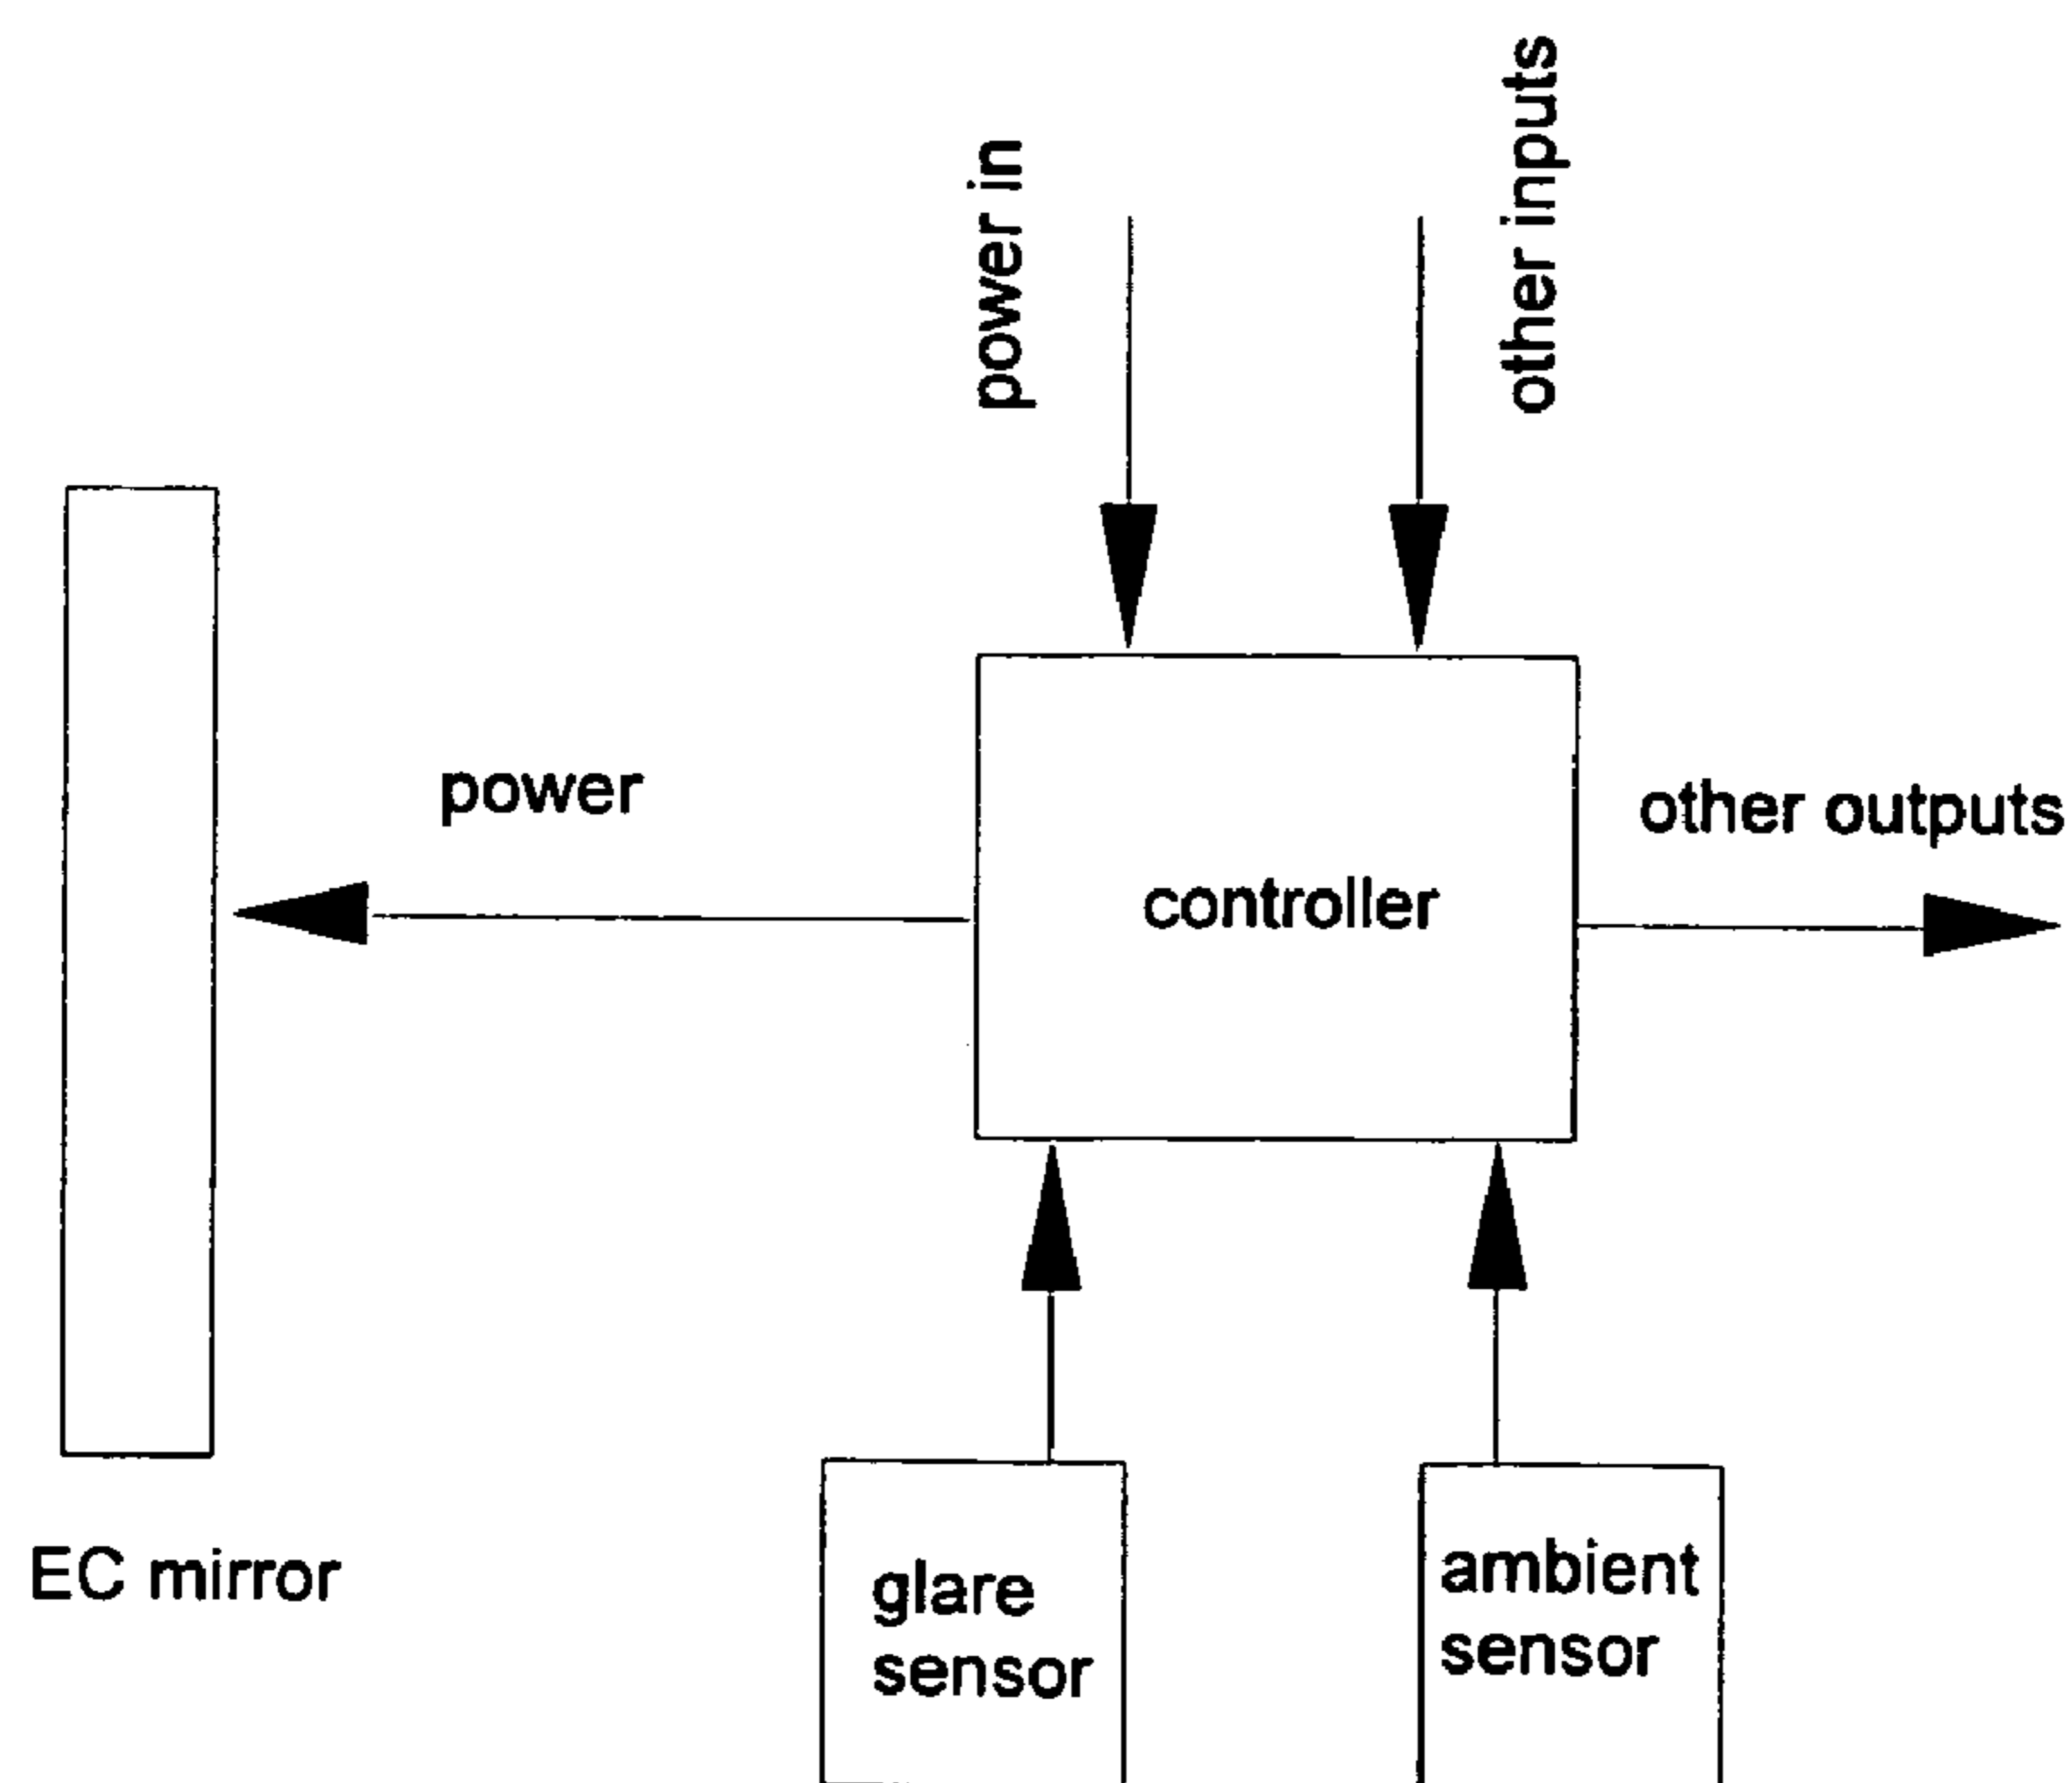 power in
other inputs
power
controller
other outputs
EC mirror
glare
sensor
ambient
sensor